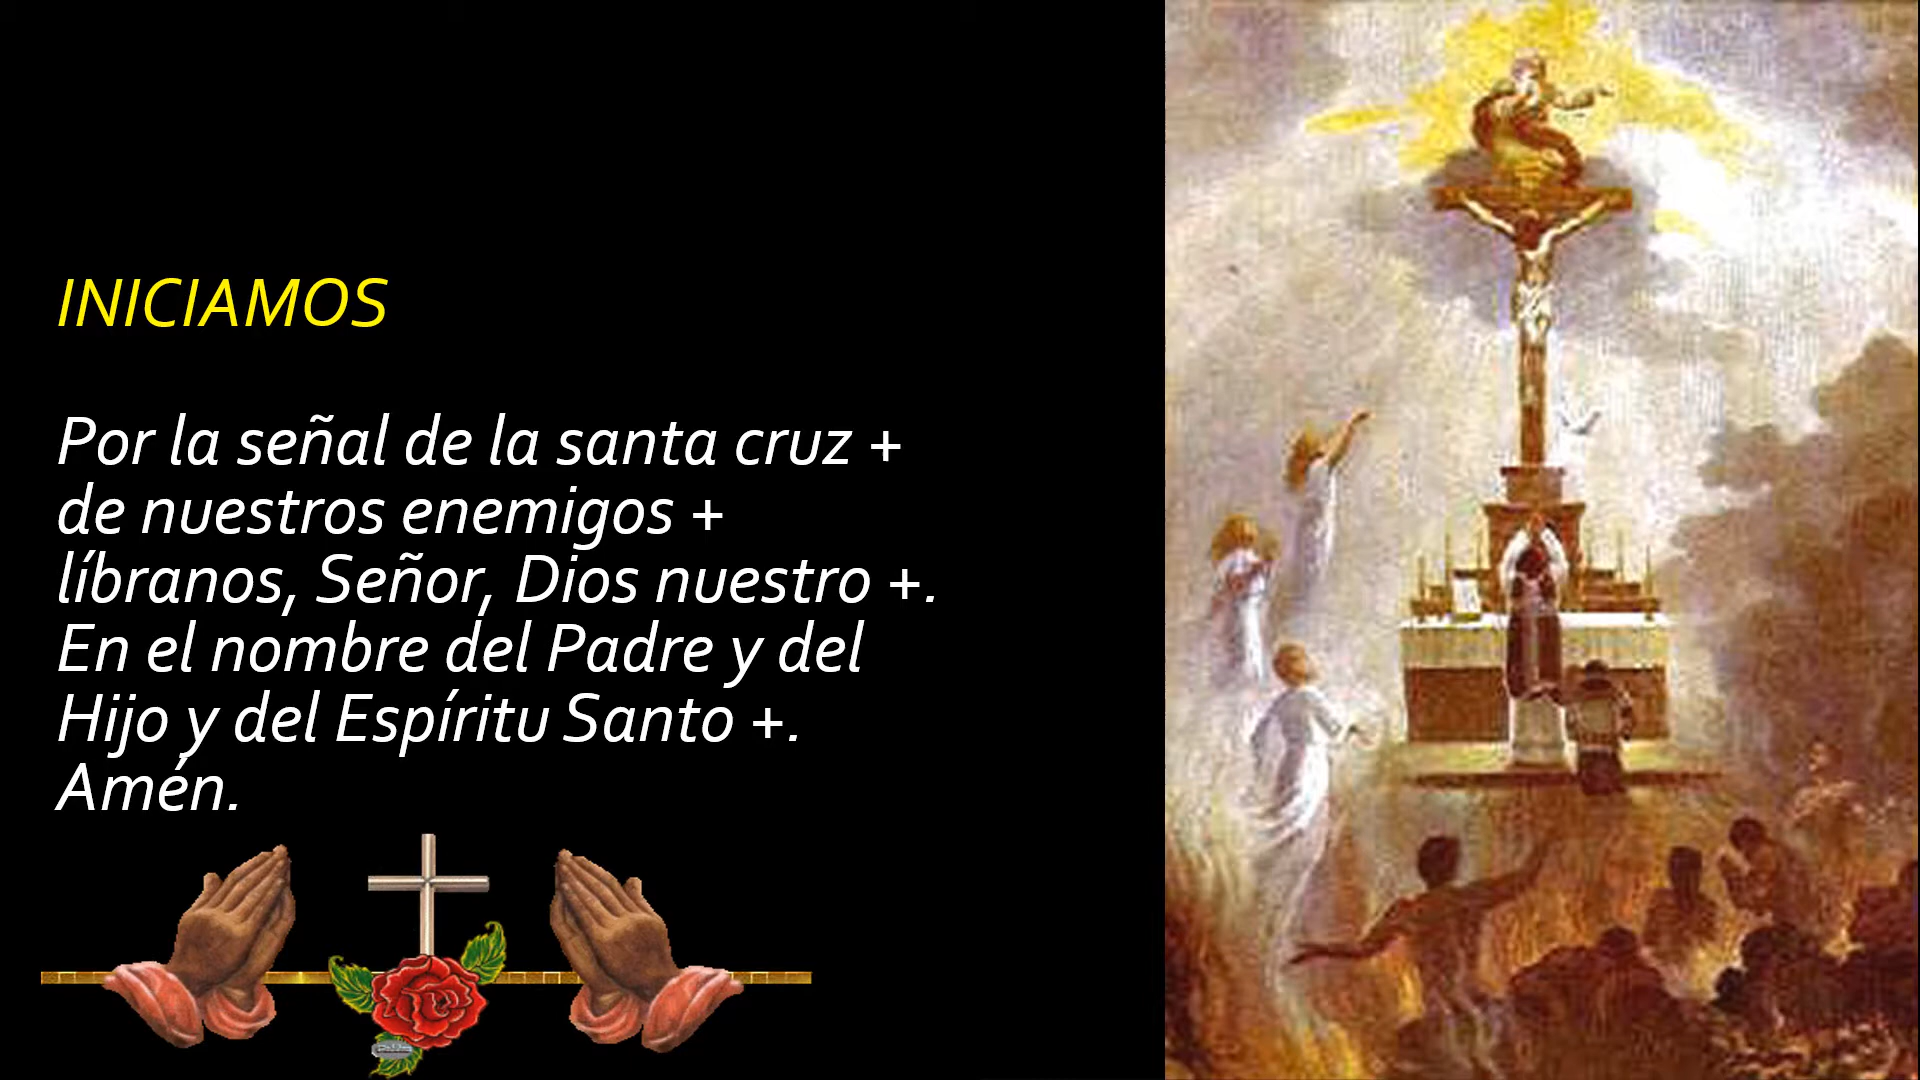 INICIAMOS
Por la señal de la santa cruz +
de nuestros enemigos +
líbranos, Señor, Dios nuestro +.
En el nombre del Padre y del
Hijo y del Espíritu Santo +.
Amén.